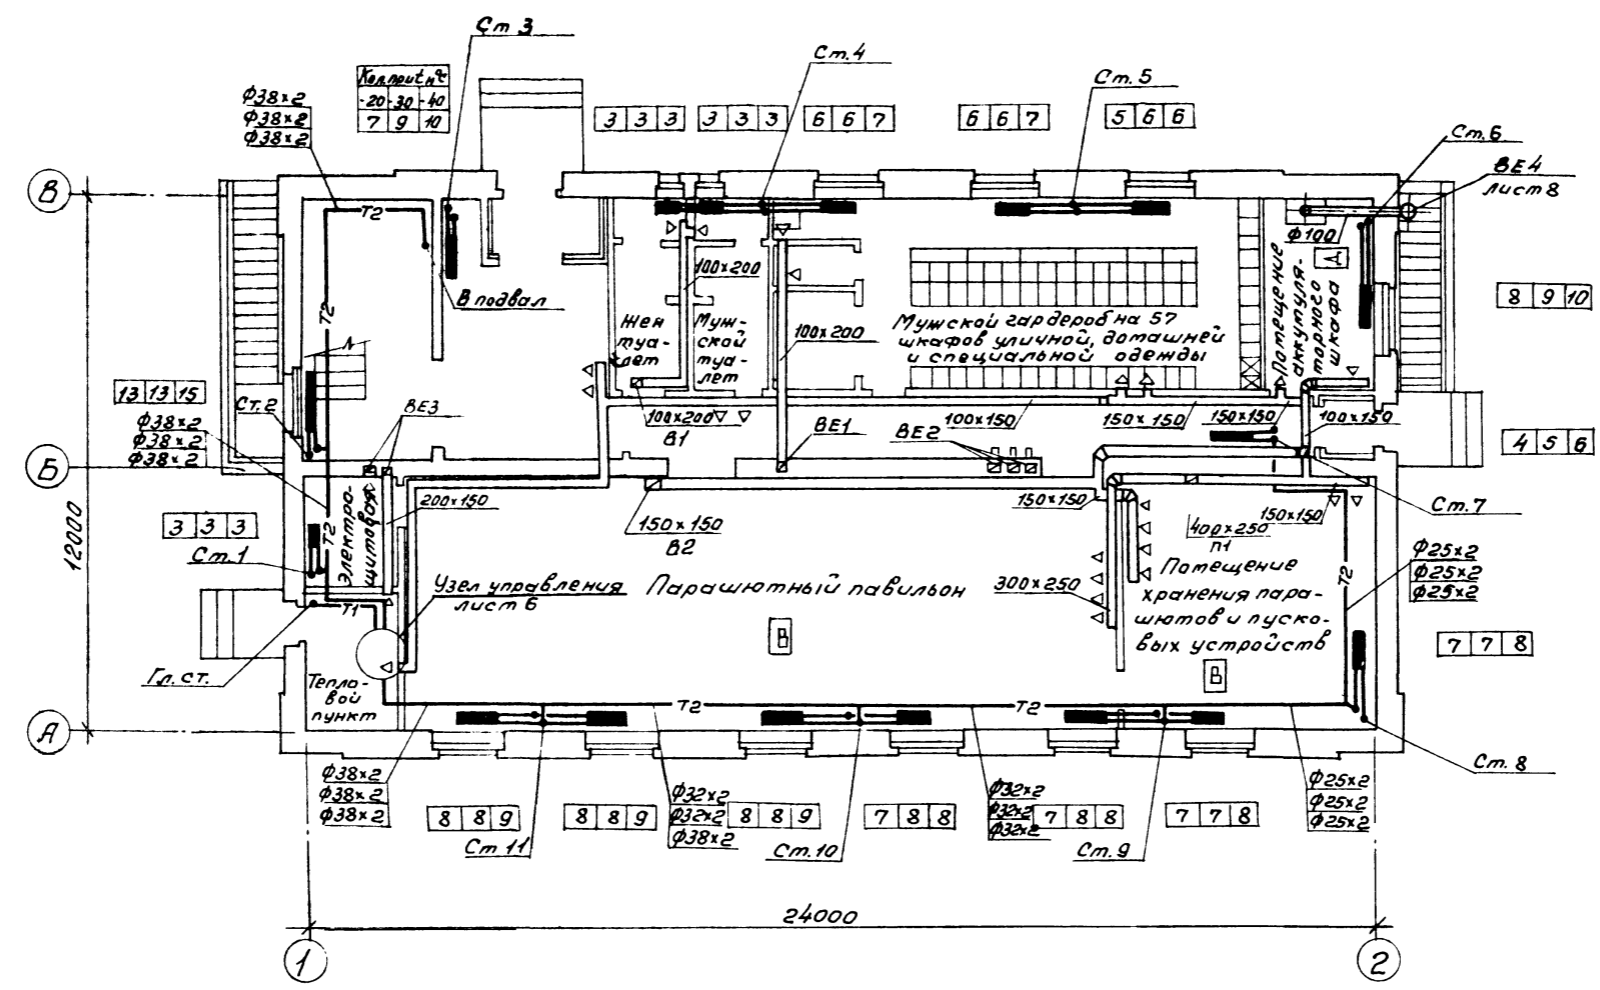 Ст 3
Ст. 4
Ст. 5
Ст. 6
ВЕ 4
лист 8
Кол.при tн°С
-20 -30 -40
7 9 10
Ф38×2
Ф38×2
Ф38×2
3 3 3
3 3 3
6 6 7
6 6 7
5 6 6
В
Т2
В подвал
Т2
Ф100
Д
8 9 10
100×200
100×200
Жен
туа-
лет
Муж-
ской
туа-
лет
Мужской гардероб на 57
шкафов уличной, домашней
и специальной одежды
Помещение
аккумуля-
торного
шкафа
13 13 15
Ст. 2
Ф38×2
Ф38×2
Ф38×2
ВЕ3
100×200
В1
ВЕ1
ВЕ2
100×150
150×150
150×150
100×150
4 5 6
Б
12000
3 3 3
Ст. 1
Т2
Электро-
щитовая
200×150
150×150
В2
150×150
150×150
400×250
П1
Ст. 7
Узел управления
лист 6
Парашютный павильон
300×250
Помещение
хранения пара-
шютов и пуско-
вых устройств
Т2
Ф25×2
Ф25×2
Ф25×2
Т1
В
В
7 7 8
Гл. ст.
Тепло-
вой
пункт
Т2
Т2
А
Ф38×2
Ф38×2
Ф38×2
8 8 9
Ст 11
8 8 9
Ф32×2
Ф32×2
Ф38×2
8 8 9
Ст. 10
7 8 8
Ф32×2
Ф32×2
Ф32×2
7 8 8
Ст. 9
7 7 8
Ф25×2
Ф25×2
Ф25×2
Ст. 8
24000
1
2